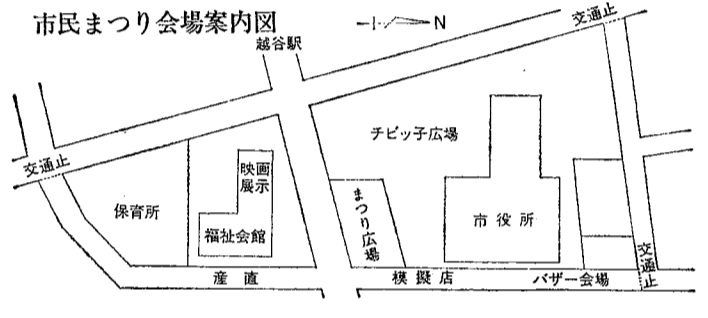 市民まつり会場案内図
N
越谷駅
交通止
チビッ子広場
交通止
映画
展示
保育所
まつり広場
市役所
福祉会館
交通止
産直
模擬店
バザー会場